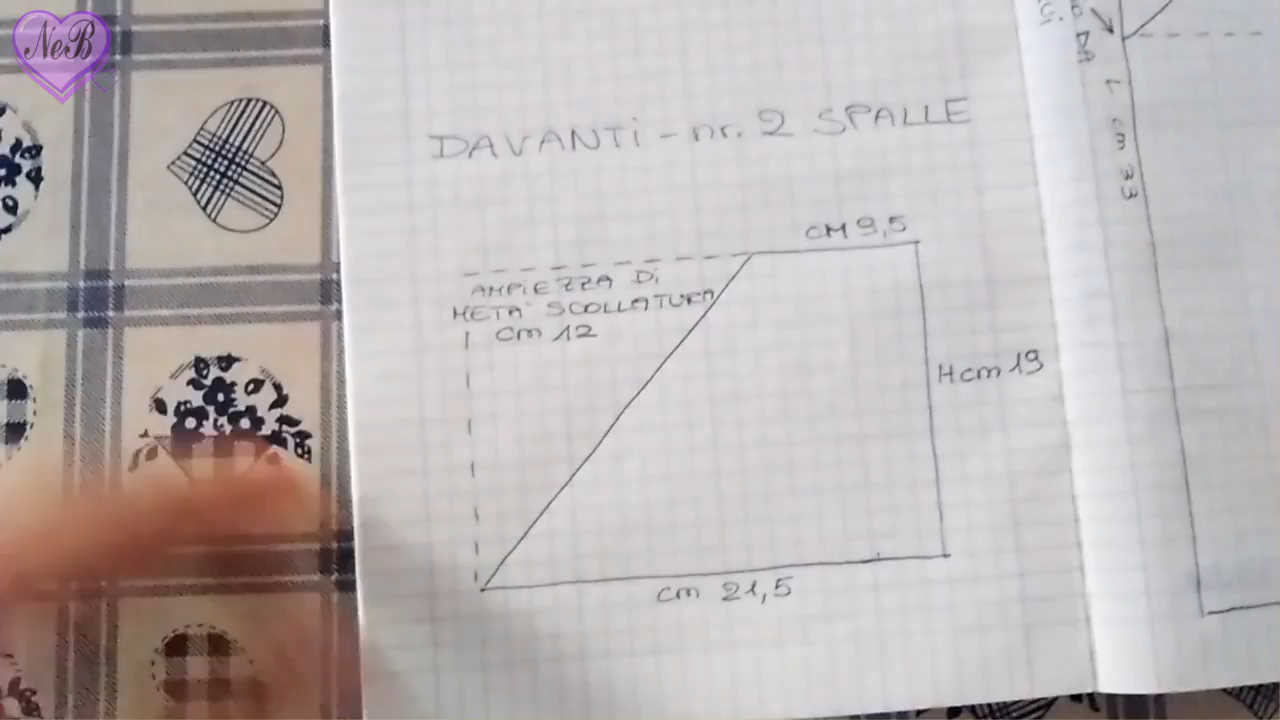 NeB
DAVANTi - nr. 2 SPALLE
CM 9,5
AMPiEZZA Di
META' SCOLLATURA
cm 12
H cm 19
cm 21,5
DA
L cm 33